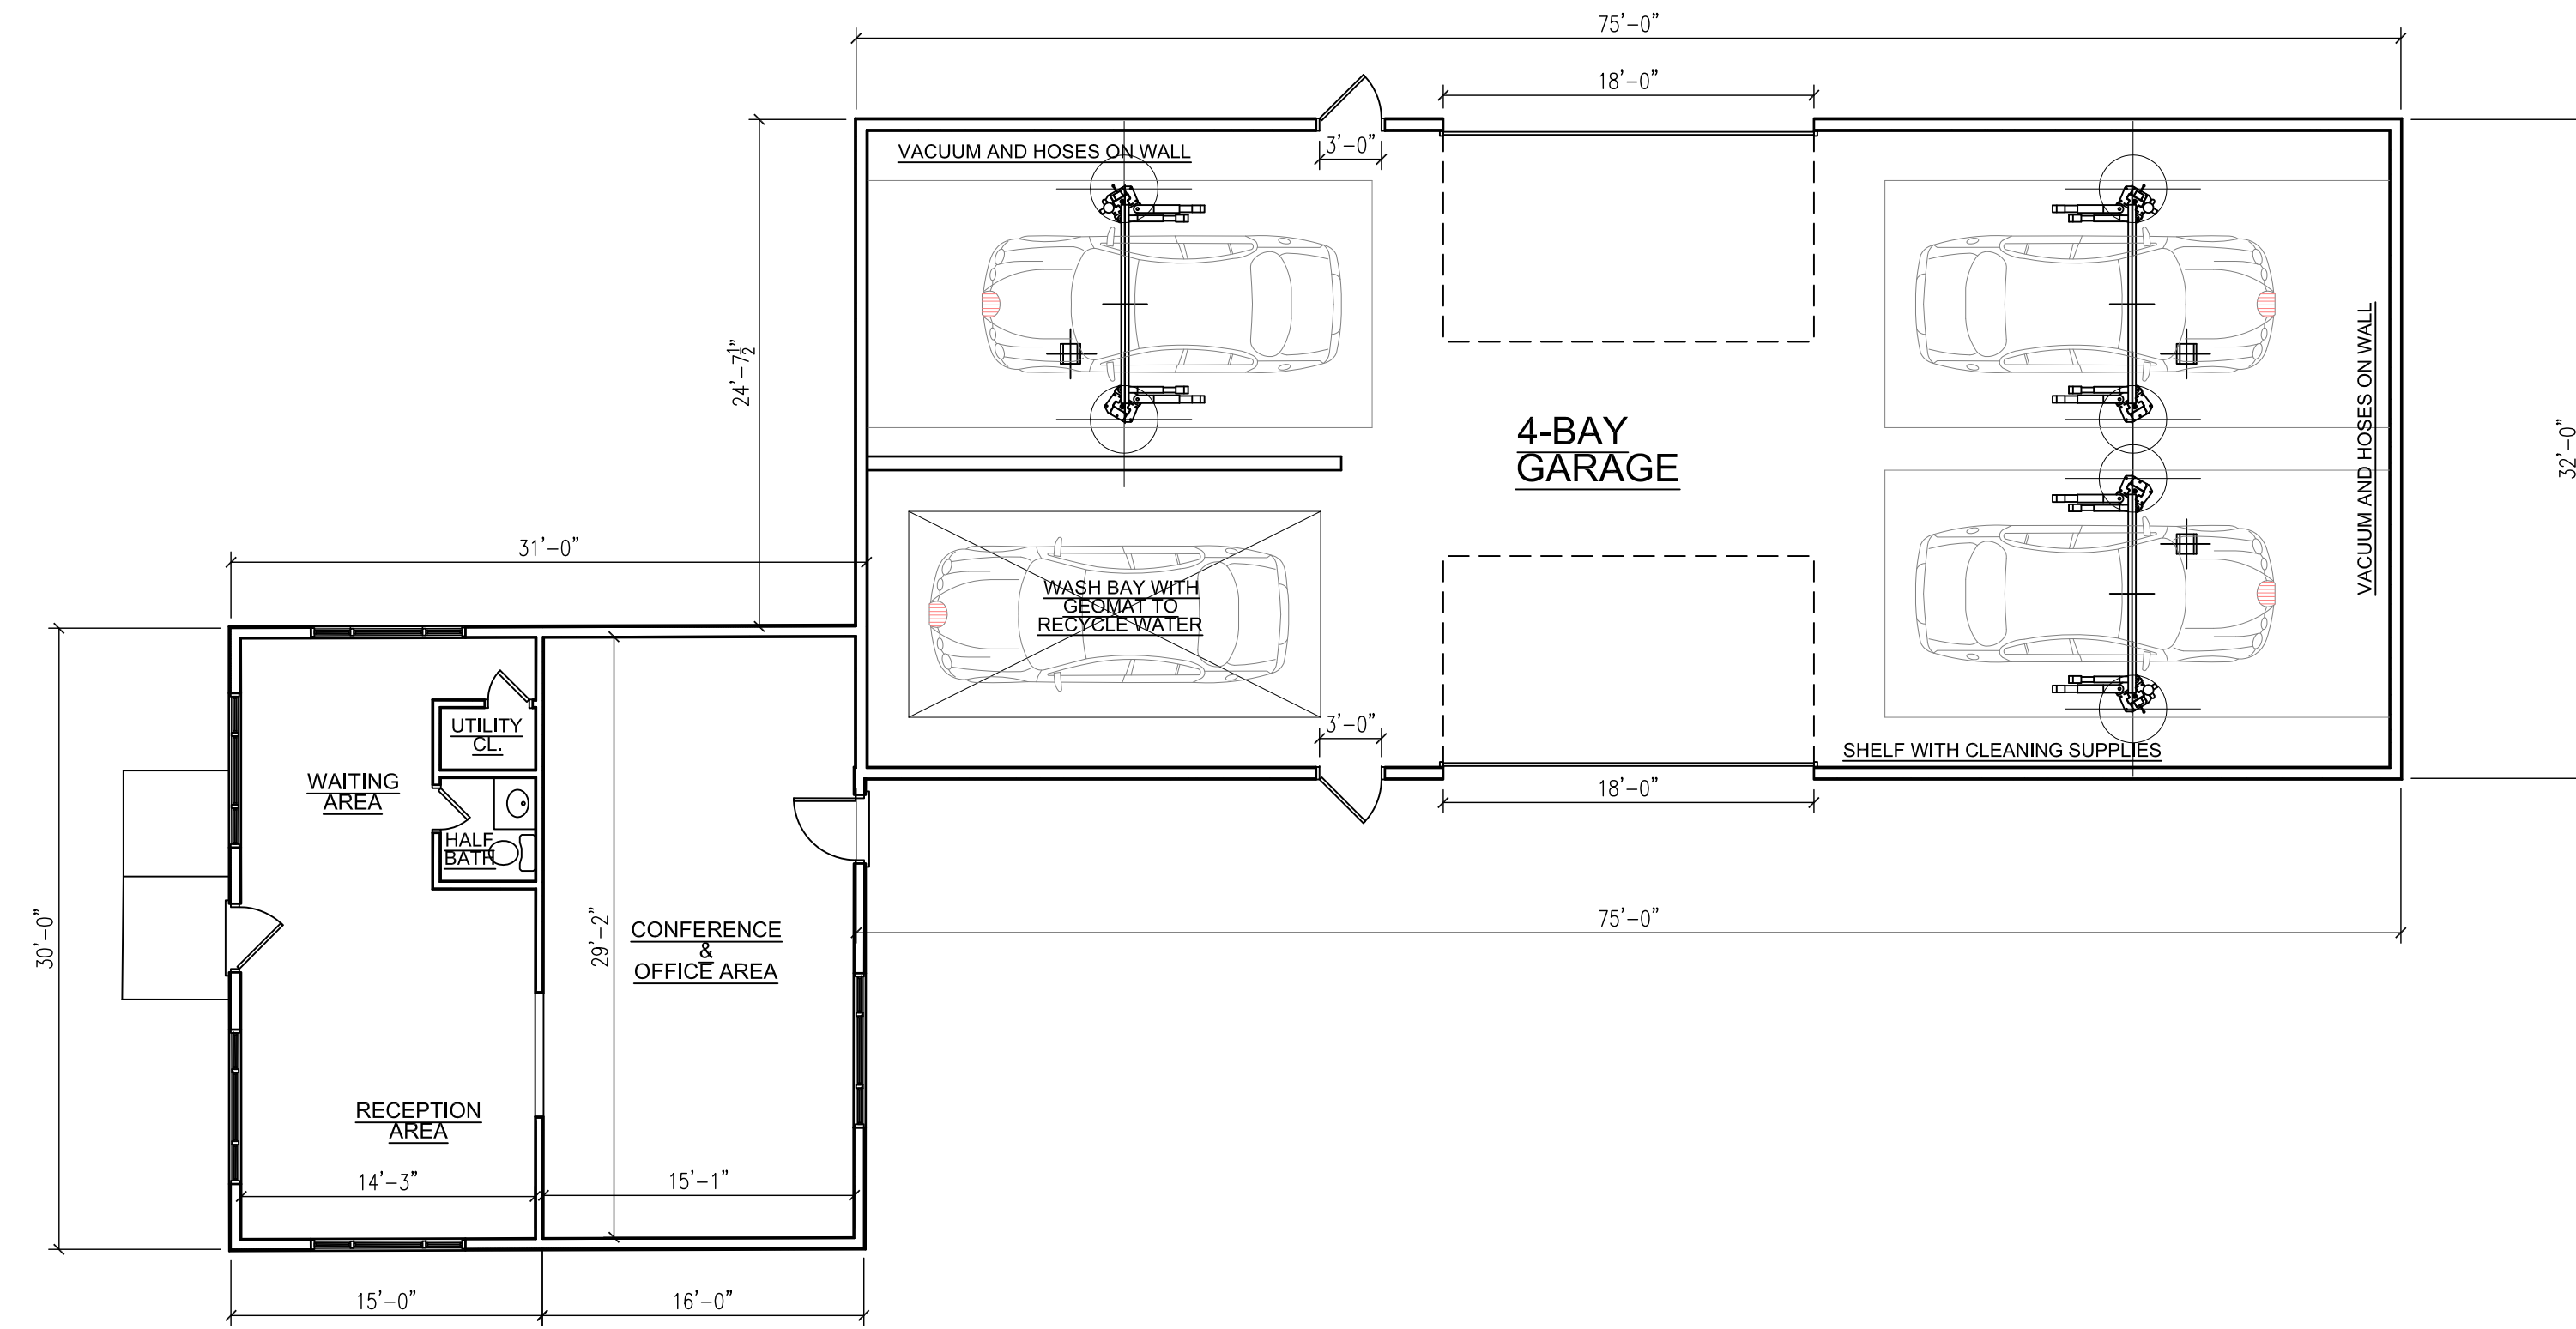 75'-0"
18'-0"
3'-0"
VACUUM AND HOSES ON WALL
24'-7½"
4-BAY
GARAGE
VACUUM AND HOSES ON WALL
32'-0"
31'-0"
WASH BAY WITH
GEOMAT TO
RECYCLE WATER
3'-0"
SHELF WITH CLEANING SUPPLIES
18'-0"
UTILITY
CL.
WAITING
AREA
HALF
BATH
30'-0"
29'-2"
CONFERENCE
&
OFFICE AREA
75'-0"
RECEPTION
AREA
14'-3"
15'-1"
15'-0"
16'-0"